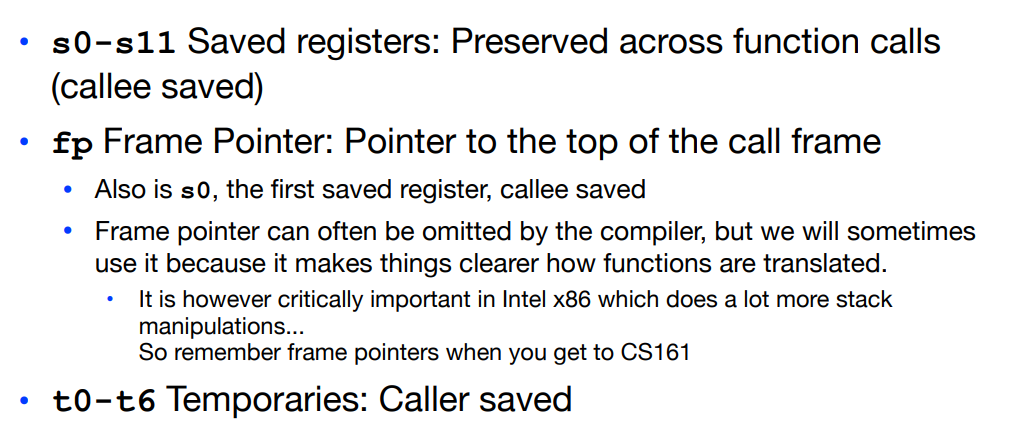 • s0-s11 Saved registers: Preserved across function calls
(callee saved)
• fp Frame Pointer: Pointer to the top of the call frame
• Also is s0, the first saved register, callee saved
• Frame pointer can often be omitted by the compiler, but we will sometimes
use it because it makes things clearer how functions are translated.
• It is however critically important in Intel x86 which does a lot more stack
manipulations...
So remember frame pointers when you get to CS161
• t0-t6 Temporaries: Caller saved